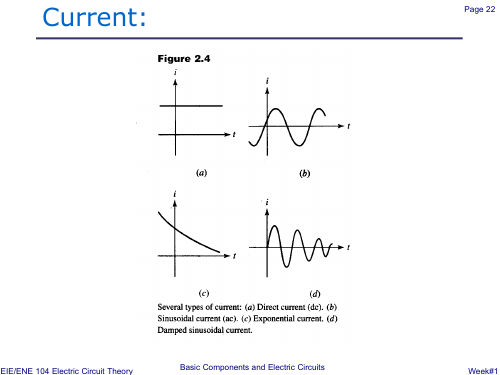 Current:
Page 22
Figure 2.4
i
i
t
t
(a)
(b)
i
i
t
t
(c)
(d)
Several types of current: (a) Direct current (dc). (b)
Sinusoidal current (ac). (c) Exponential current. (d)
Damped sinusoidal current.
EIE/ENE 104 Electric Circuit Theory
Basic Components and Electric Circuits
Week#1